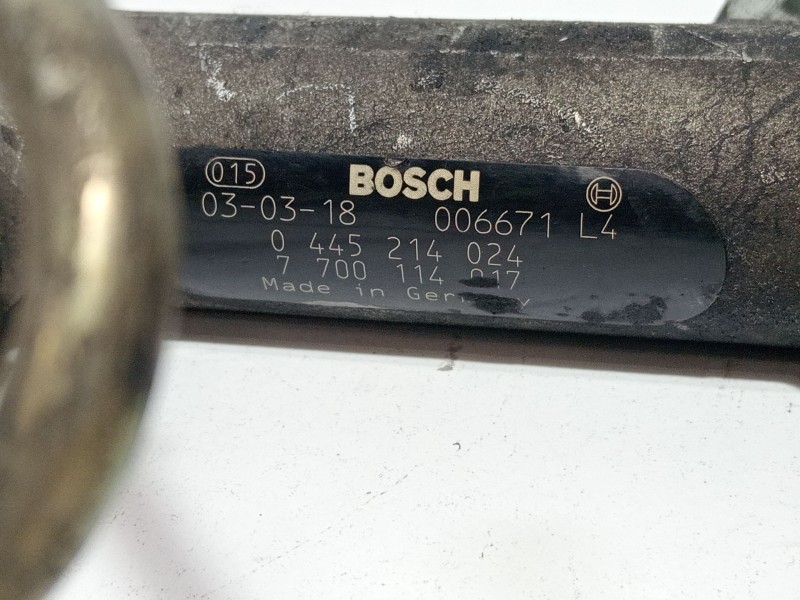 015 BOSCH
03-03-18 006671 L4
0 445 214 024
7 700 114 017
Made in Germany